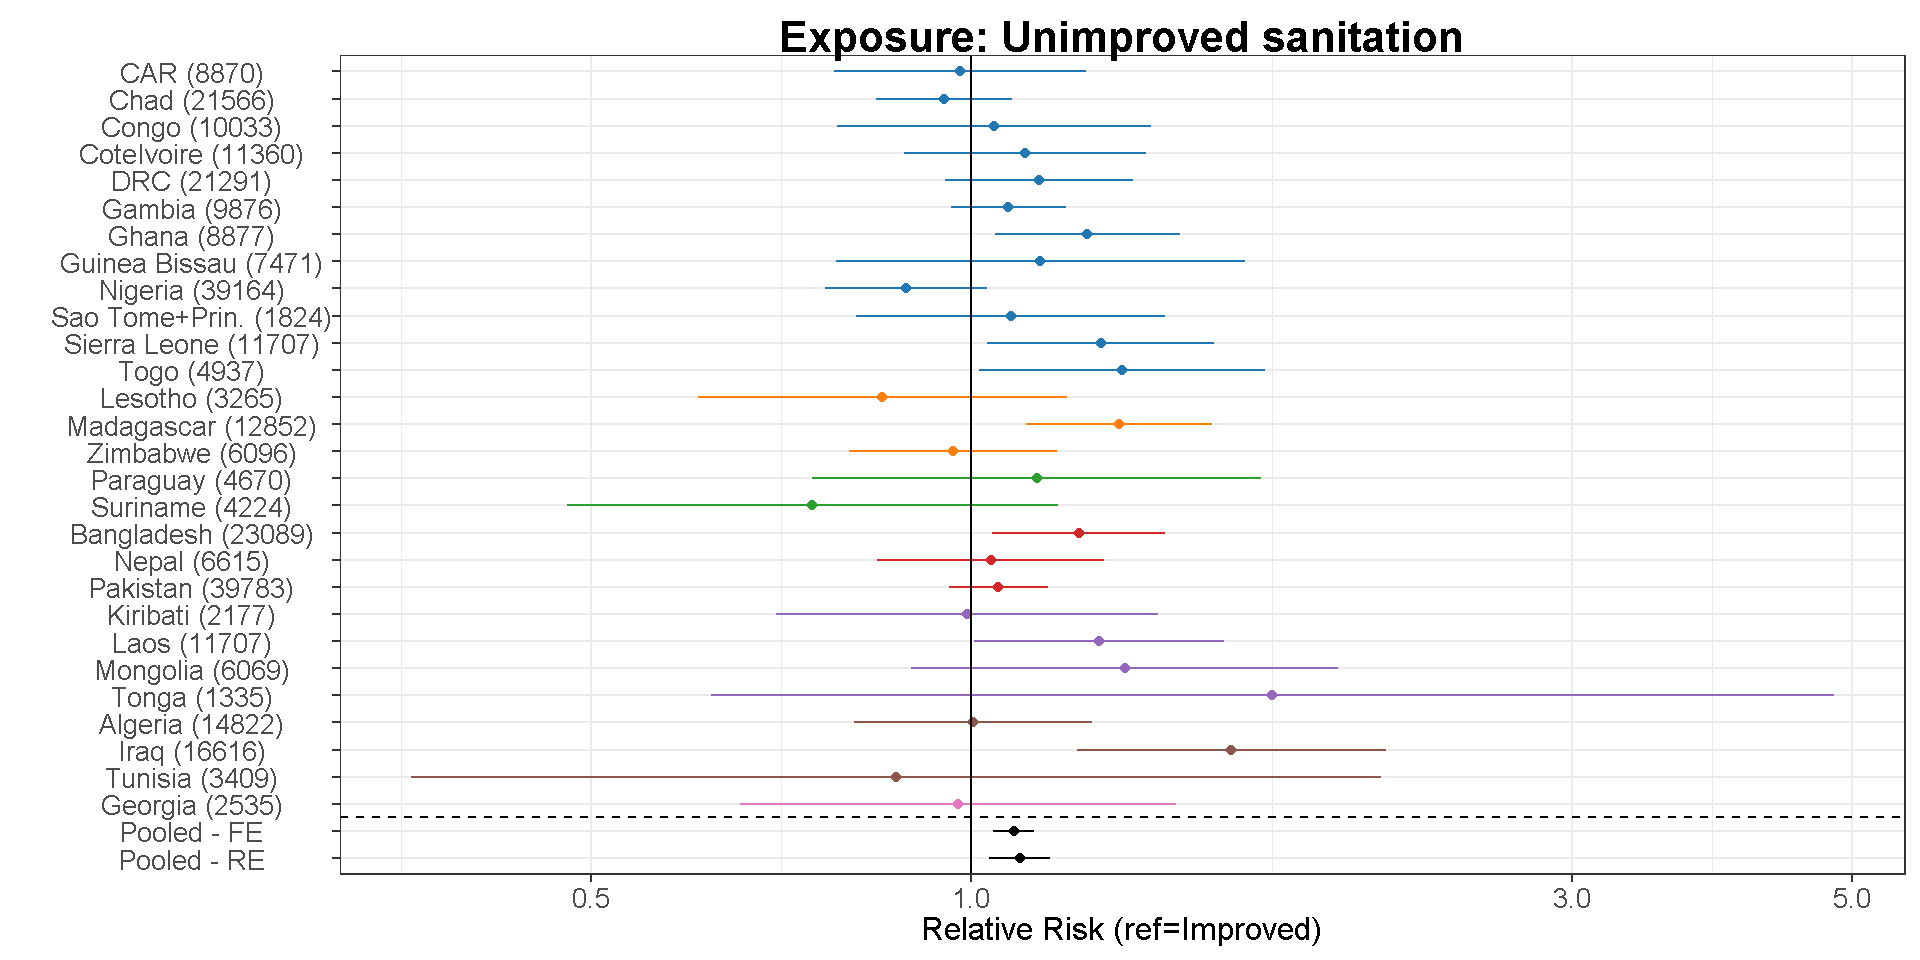 Exposure: Unimproved sanitation
CAR (8870)
Chad (21566)
Congo (10033)
CoteIvoire (11360)
DRC (21291)
Gambia (9876)
Ghana (8877)
Guinea Bissau (7471)
Nigeria (39164)
Sao Tome+Prin. (1824)
Sierra Leone (11707)
Togo (4937)
Lesotho (3265)
Madagascar (12852)
Zimbabwe (6096)
Paraguay (4670)
Suriname (4224)
Bangladesh (23089)
Nepal (6615)
Pakistan (39783)
Kiribati (2177)
Laos (11707)
Mongolia (6069)
Tonga (1335)
Algeria (14822)
Iraq (16616)
Tunisia (3409)
Georgia (2535)
Pooled - FE
Pooled - RE
0.5 1.0 3.0 5.0
Relative Risk (ref=Improved)